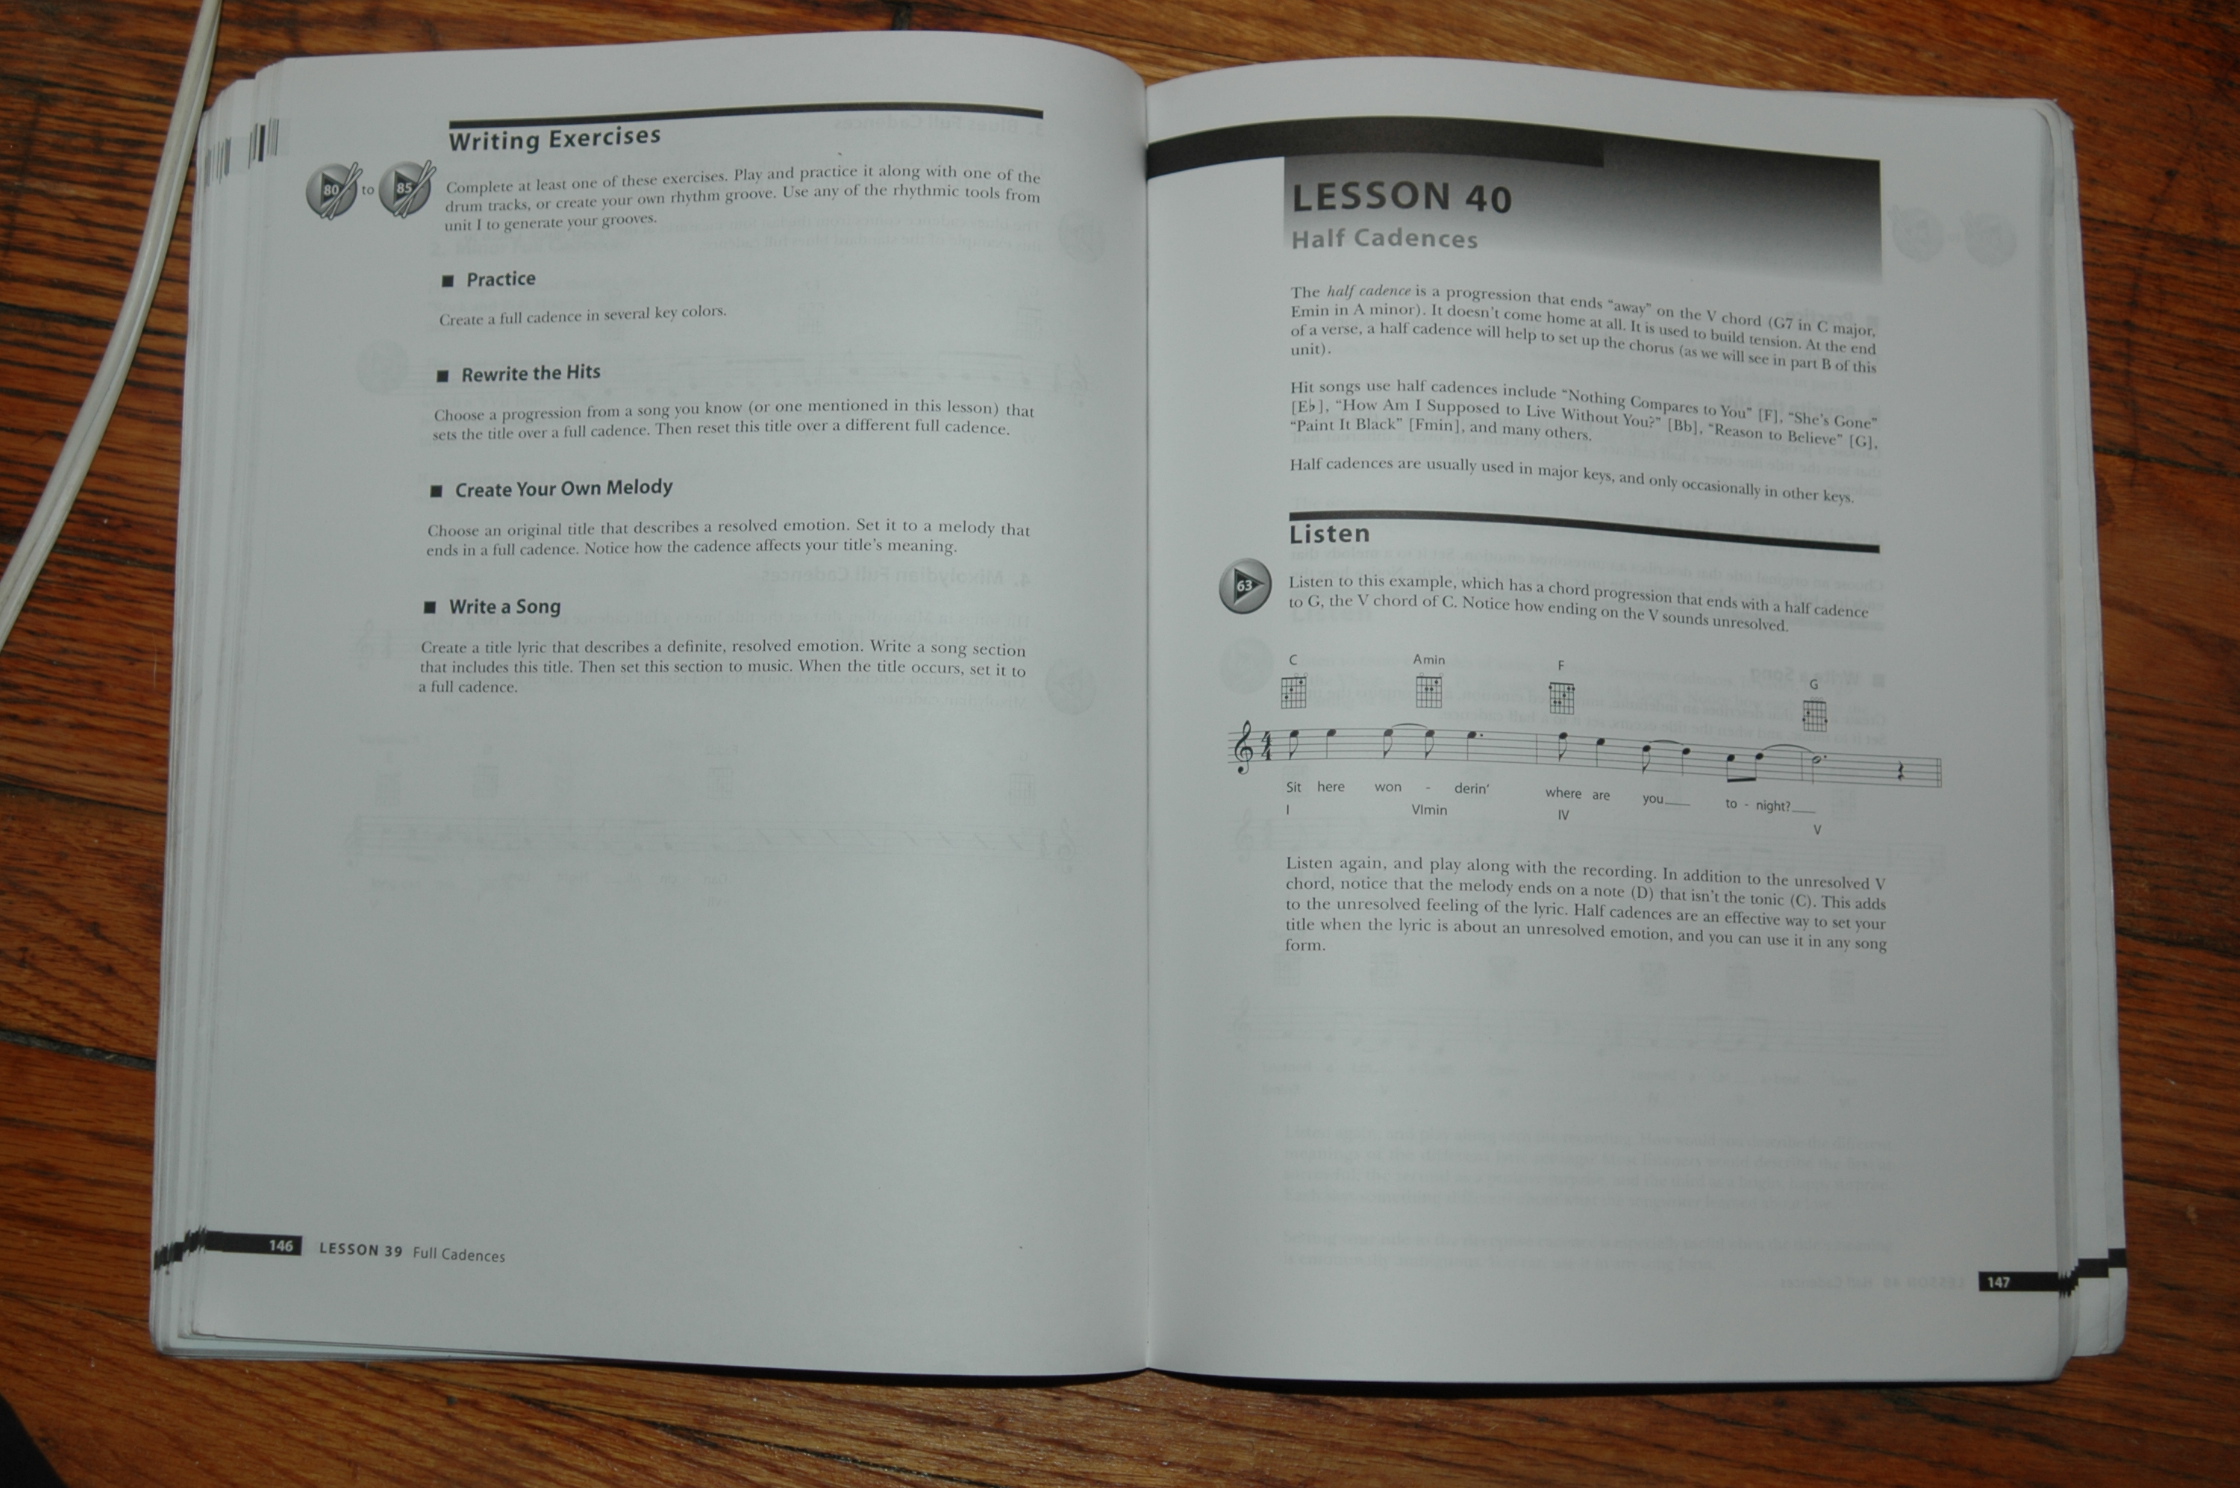 Writing Exercises
80 to 85
Complete at least one of these exercises. Play and practice it along with one of the
drum tracks, or create your own rhythm groove. Use any of the rhythmic tools from
unit I to generate your grooves.
■ Practice
Create a full cadence in several key colors.
■ Rewrite the Hits
Choose a progression from a song you know (or one mentioned in this lesson) that
sets the title over a full cadence. Then reset this title over a different full cadence.
■ Create Your Own Melody
Choose an original title that describes a resolved emotion. Set it to a melody that
ends in a full cadence. Notice how the cadence affects your title's meaning.
■ Write a Song
Create a title lyric that describes a definite, resolved emotion. Write a song section
that includes this title. Then set this section to music. When the title occurs, set it to
a full cadence.
146 LESSON 39 Full Cadences
LESSON 40
Half Cadences
The half cadence is a progression that ends "away" on the V chord (G7 in C major,
Emin in A minor). It doesn't come home at all. It is used to build tension. At the end
of a verse, a half cadence will help to set up the chorus (as we will see in part B of this
unit).
Hit songs use half cadences include "Nothing Compares to You" [F], "She's Gone"
[E♭], "How Am I Supposed to Live Without You?" [Bb], "Reason to Believe" [G],
"Paint It Black" [Fmin], and many others.
Half cadences are usually used in major keys, and only occasionally in other keys.
Listen
63
Listen to this example, which has a chord progression that ends with a half cadence
to G, the V chord of C. Notice how ending on the V sounds unresolved.
C Amin F G
Sit here won - derin' where are you___ to - night?___
I VImin IV V
Listen again, and play along with the recording. In addition to the unresolved V
chord, notice that the melody ends on a note (D) that isn't the tonic (C). This adds
to the unresolved feeling of the lyric. Half cadences are an effective way to set your
title when the lyric is about an unresolved emotion, and you can use it in any song
form.
147